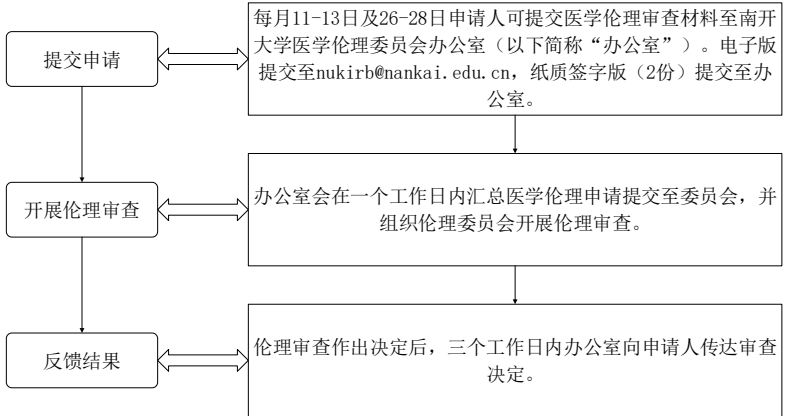 提交申请
每月11-13日及26-28日申请人可提交医学伦理审查材料至南开
大学医学伦理委员会办公室（以下简称“办公室”）。电子版
提交至nukirb@nankai.edu.cn，纸质签字版（2份）提交至办
公室。
开展伦理审查
办公室会在一个工作日内汇总医学伦理申请提交至委员会，并
组织伦理委员会开展伦理审查。
反馈结果
伦理审查作出决定后，三个工作日内办公室向申请人传达审查
决定。